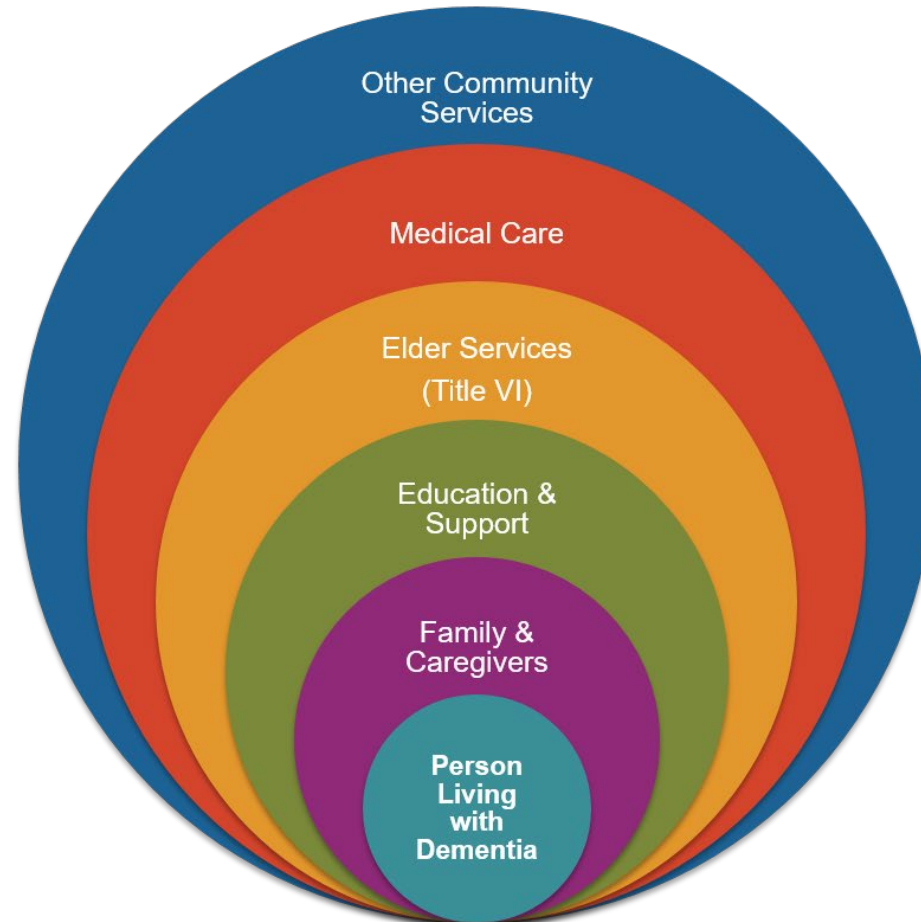 Other Community
Services
Medical Care
Elder Services
(Title VI)
Education &
Support
Family &
Caregivers
Person
Living
with
Dementia